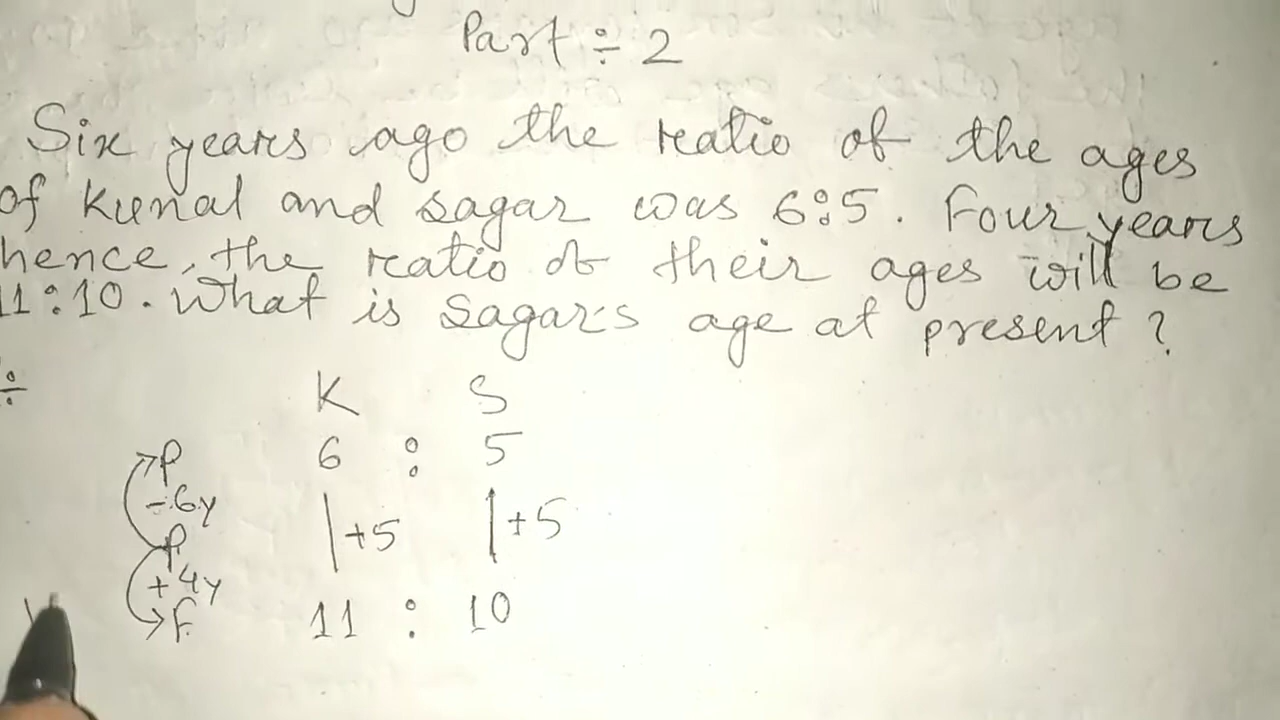 Part ÷ 2
Six years ago the ratio of the ages
of Kunal and Sagar was 6:5. Four years
hence, the ratio of their ages will be
11:10. What is Sagar's age at present?
÷
K S
P 6 : 5
-6y
P +5 +5
+4y
F. 11 : 10